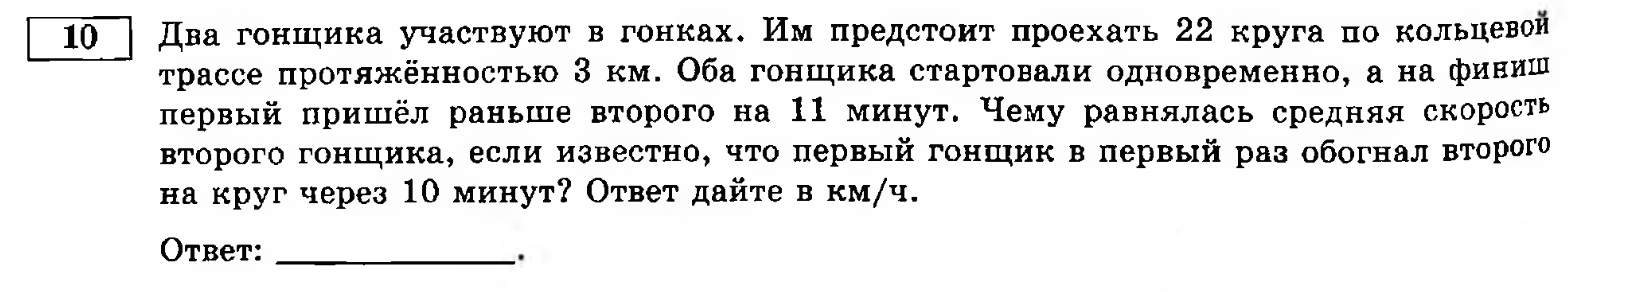 10
Два гонщика участвуют в гонках. Им предстоит проехать 22 круга по кольцевой
трассе протяжённостью 3 км. Оба гонщика стартовали одновременно, а на финиш
первый пришёл раньше второго на 11 минут. Чему равнялась средняя скорость
второго гонщика, если известно, что первый гонщик в первый раз обогнал второго
на круг через 10 минут? Ответ дайте в км/ч.
Ответ: ______________.